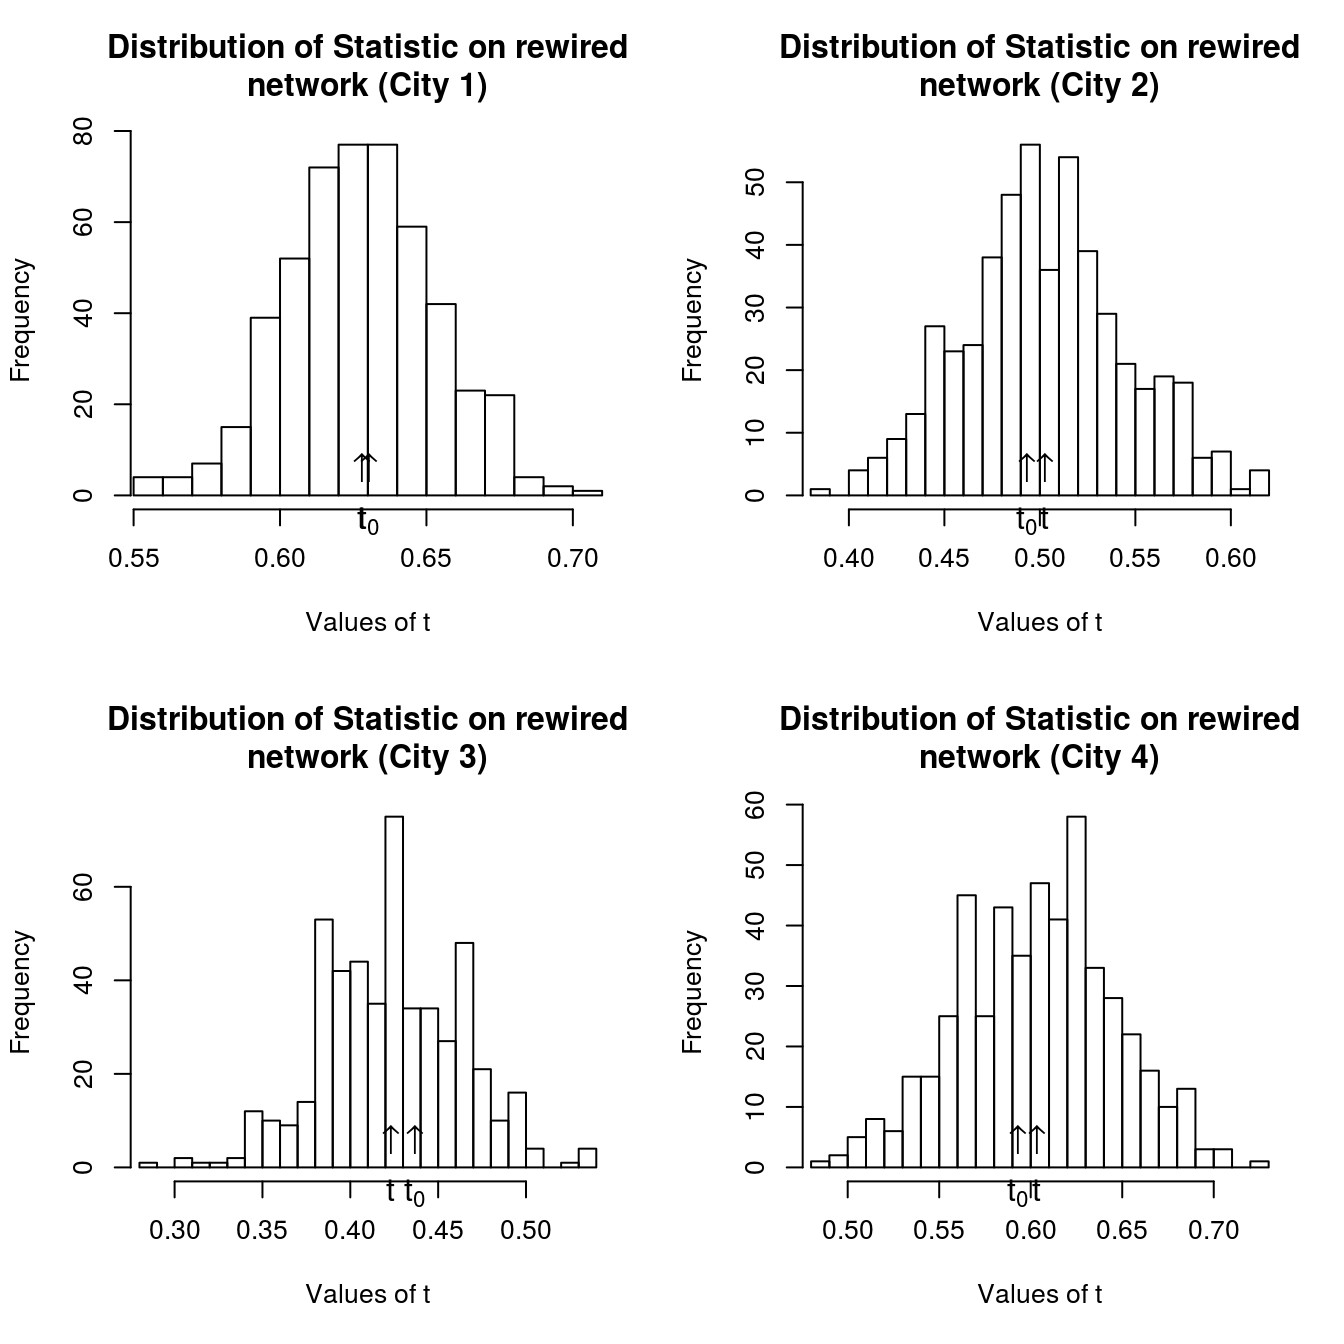 Distribution of Statistic on rewired
network (City 1)
Frequency
80
60
40
20
0
t t₀
0.55 0.60 0.65 0.70
Values of t
Distribution of Statistic on rewired
network (City 2)
Frequency
50
40
30
20
10
0
t₀ t
0.40 0.45 0.50 0.55 0.60
Values of t
Distribution of Statistic on rewired
network (City 3)
Frequency
60
40
20
0
t t₀
0.30 0.35 0.40 0.45 0.50
Values of t
Distribution of Statistic on rewired
network (City 4)
Frequency
60
50
40
30
20
10
0
t₀ t
0.50 0.55 0.60 0.65 0.70
Values of t